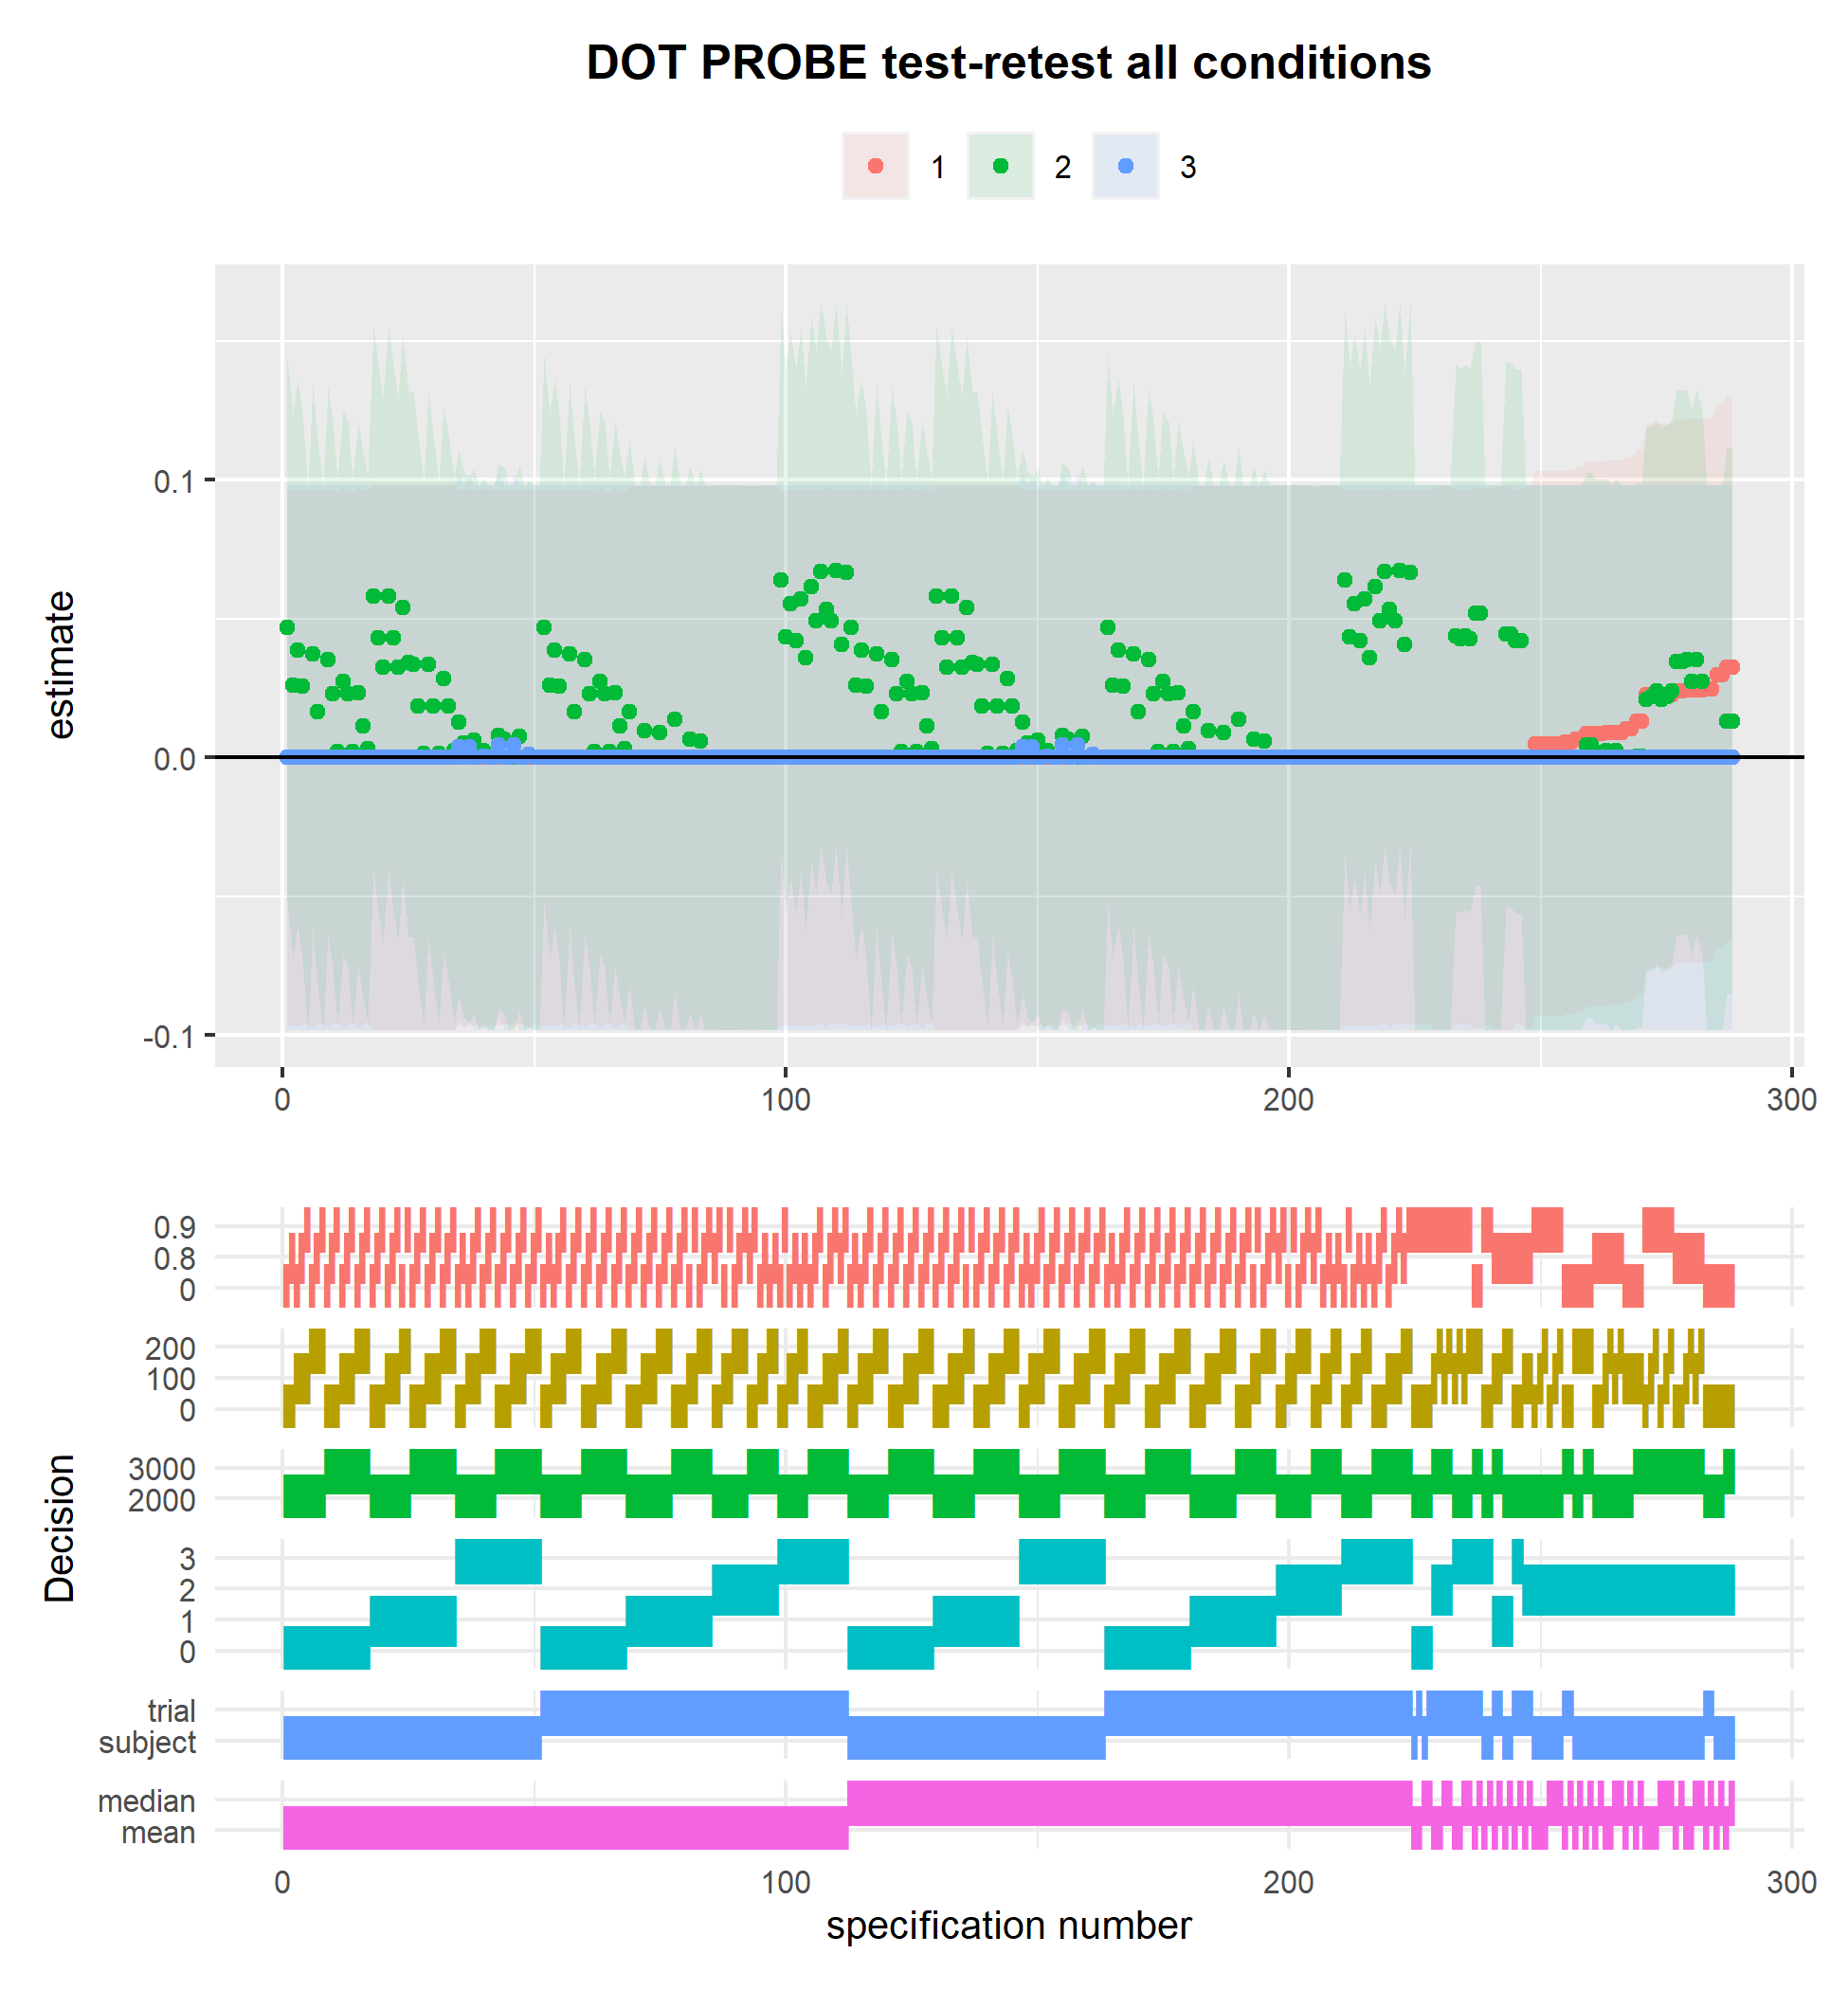 DOT PROBE test-retest all conditions
1 2 3
estimate
0.1
0.0
-0.1
0 100 200 300
Decision
0.9
0.8
0
200
100
0
3000
2000
3
2
1
0
trial
subject
median
mean
0 100 200 300
specification number